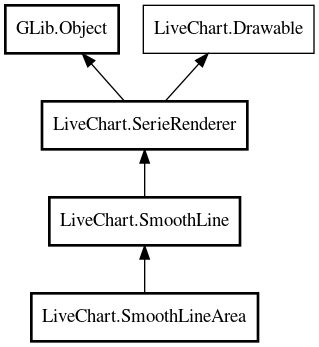 GLib.Object
LiveChart.Drawable
LiveChart.SerieRenderer
LiveChart.SmoothLine
LiveChart.SmoothLineArea